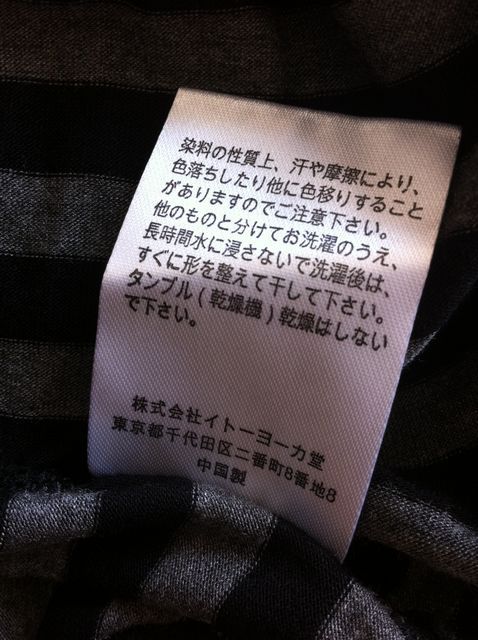 染料の性質上、汗や摩擦により、
色落ちしたり他に色移りすること
がありますのでご注意下さい。
他のものと分けてお洗濯のうえ、
長時間水に浸さないで洗濯後は、
すぐに形を整えて干して下さい。
タンブル(乾燥機)乾燥はしない
で下さい。
株式会社イトーヨーカ堂
東京都千代田区二番町8番地8
中国製